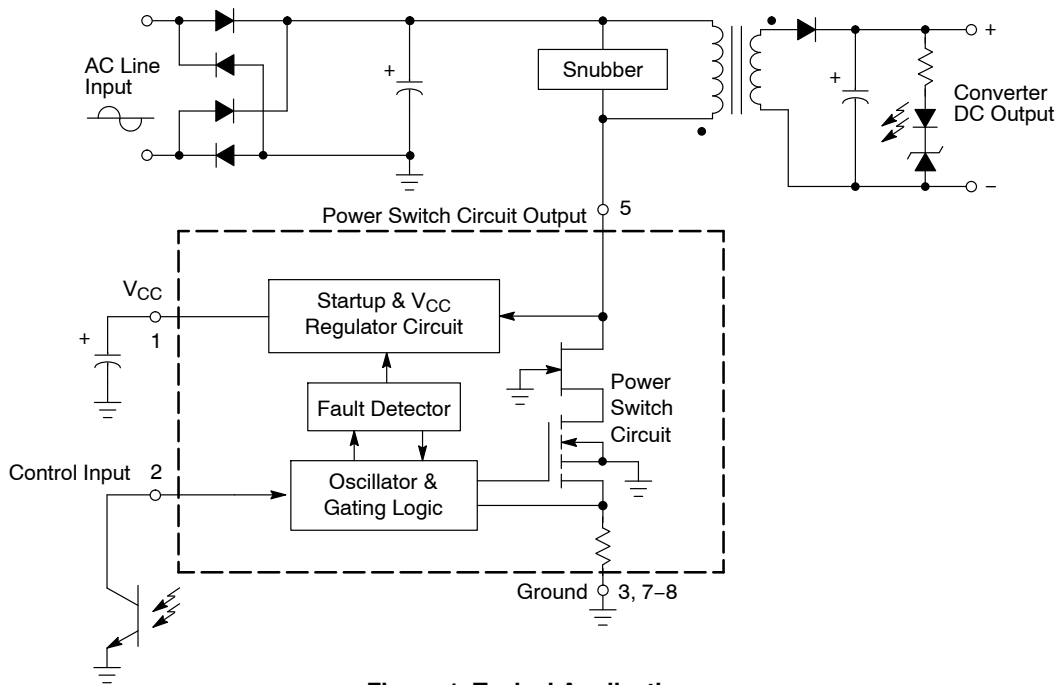 AC Line
Input
+
Snubber
+
+
Converter
DC Output
−
Power Switch Circuit Output
5
VCC
1
+
Startup & VCC
Regulator Circuit
Fault Detector
Power
Switch
Circuit
Control Input
2
Oscillator &
Gating Logic
Ground
3, 7−8